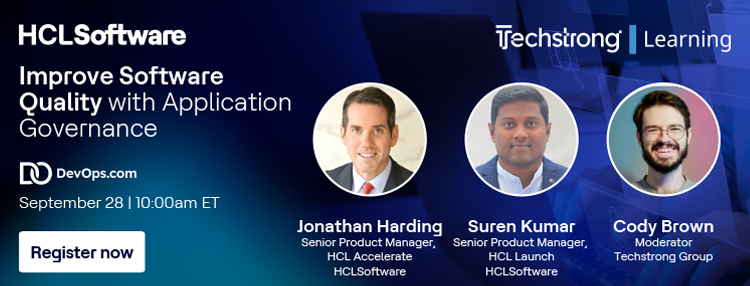 HCLSoftware
Techstrong | Learning
Improve Software
Quality with Application
Governance
DO DevOps.com
September 28 | 10:00am ET
Register now
Jonathan Harding
Senior Product Manager,
HCL Accelerate
HCLSoftware
Suren Kumar
Senior Product Manager,
HCL Launch
HCLSoftware
Cody Brown
Moderator
Techstrong Group